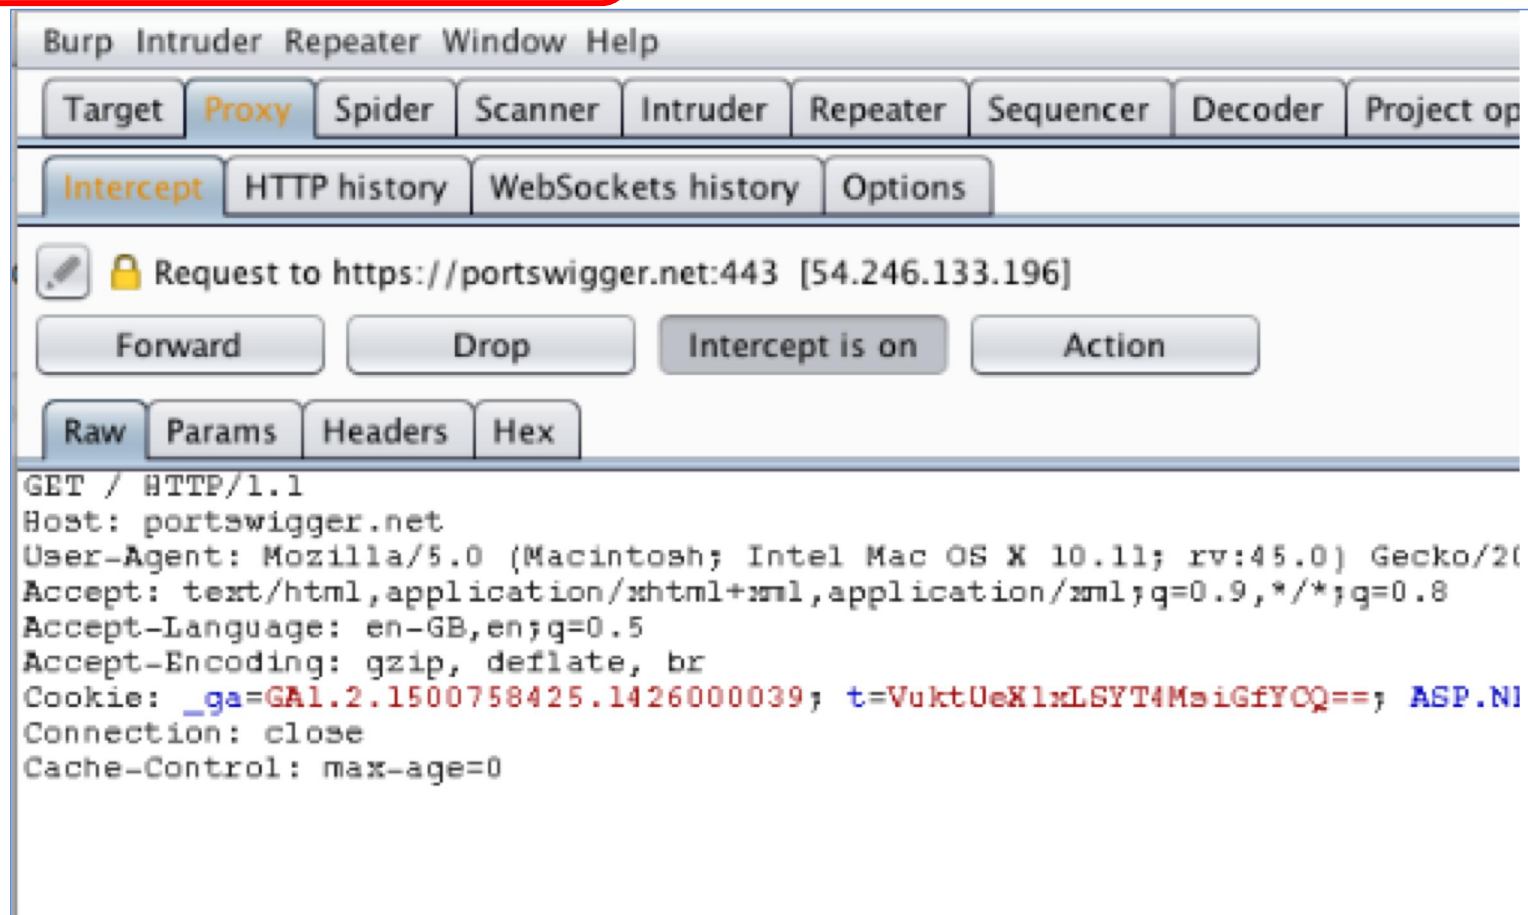 Burp Intruder Repeater Window Help
Target Proxy Spider Scanner Intruder Repeater Sequencer Decoder Project op
Intercept HTTP history WebSockets history Options
Request to https://portswigger.net:443 [54.246.133.196]
Forward Drop Intercept is on Action
Raw Params Headers Hex
GET / HTTP/1.1
Host: portswigger.net
User-Agent: Mozilla/5.0 (Macintosh; Intel Mac OS X 10.11; rv:45.0) Gecko/20
Accept: text/html,application/xhtml+xml,application/xml;q=0.9,*/*;q=0.8
Accept-Language: en-GB,en;q=0.5
Accept-Encoding: gzip, deflate, br
Cookie: _ga=GA1.2.1500758425.1426000039; t=VuktUeX1xLSYT4MsiGfYCQ==; ASP.N
Connection: close
Cache-Control: max-age=0